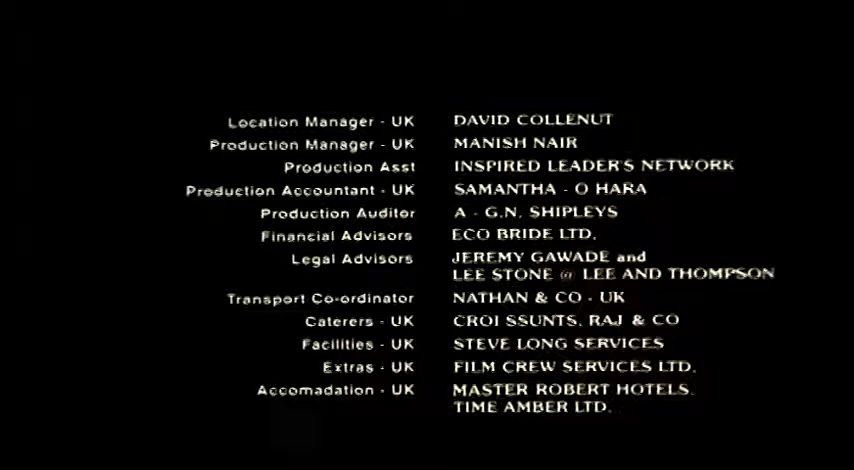 Location Manager - UK DAVID COLLENUT
Production Manager - UK MANISH NAIR
Production Asst INSPIRED LEADER'S NETWORK
Production Accountant - UK SAMANTHA - O HARA
Production Auditor A - G.N. SHIPLEYS
Financial Advisors ECO BRIDE LTD.
Legal Advisors JEREMY GAWADE and
LEE STONE @ LEE AND THOMPSON
Transport Co-ordinator NATHAN & CO - UK
Caterers - UK CROI SSUNTS, RAJ & CO
Facilities - UK STEVE LONG SERVICES
Extras - UK FILM CREW SERVICES LTD.
Accomadation - UK MASTER ROBERT HOTELS.
TIME AMBER LTD.